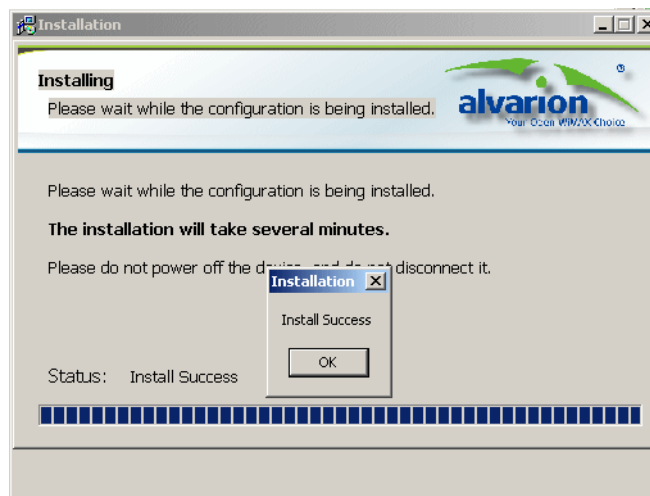 Installation
Installing
Please wait while the configuration is being installed.
alvarion
Your Open WiMAX Choice
Please wait while the configuration is being installed.
The installation will take several minutes.
Please do not power off the device, and do not disconnect it.
Installation
Install Success
OK
Status: Install Success